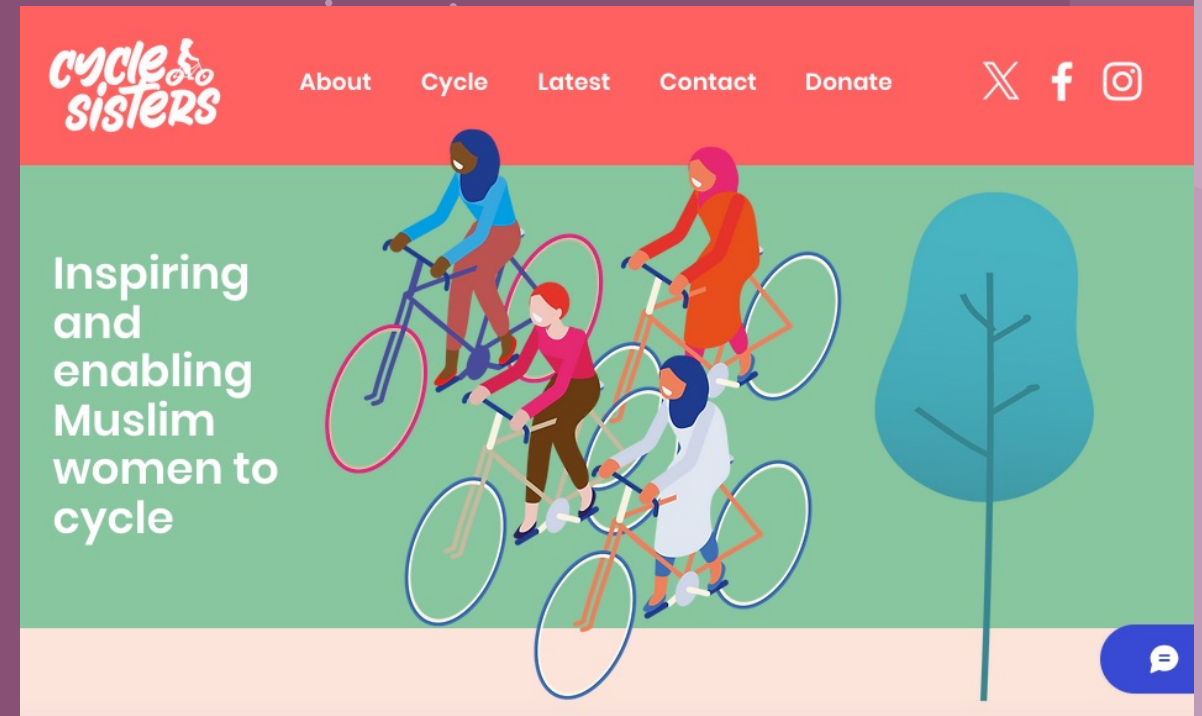 cycle
sisters
About Cycle Latest Contact Donate
Inspiring
and
enabling
Muslim
women to
cycle